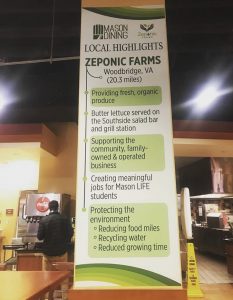 MASON
DINING
Zeponic
LOCAL HIGHLIGHTS
ZEPONIC FARMS
Woodbridge, VA
(20.3 miles)
Providing fresh, organic
produce
Butter lettuce served on
the Southside salad bar
and grill station
Supporting the
community, family-
owned & operated
business
Creating meaningful
jobs for Mason LIFE
students
Protecting the
environment
Reducing food miles
Recycling water
Reduced growing time